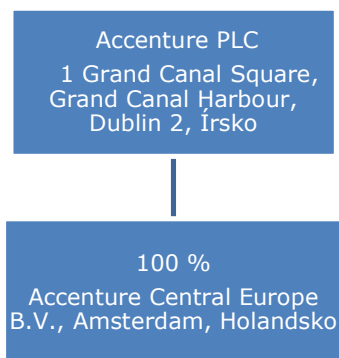 Accenture PLC
1 Grand Canal Square,
Grand Canal Harbour,
Dublin 2, Írsko
100 %
Accenture Central Europe
B.V., Amsterdam, Holandsko